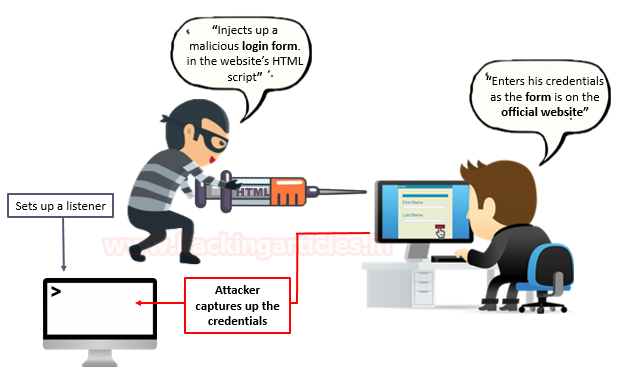 “Injects up a
malicious login form.
in the website’s HTML
script”
“Enters his credentials
as the form is on the
official website”
HTML
First Name
Last Name
Sets up a listener
www.hackingarticles.in
>
Attacker
captures up the
credentials